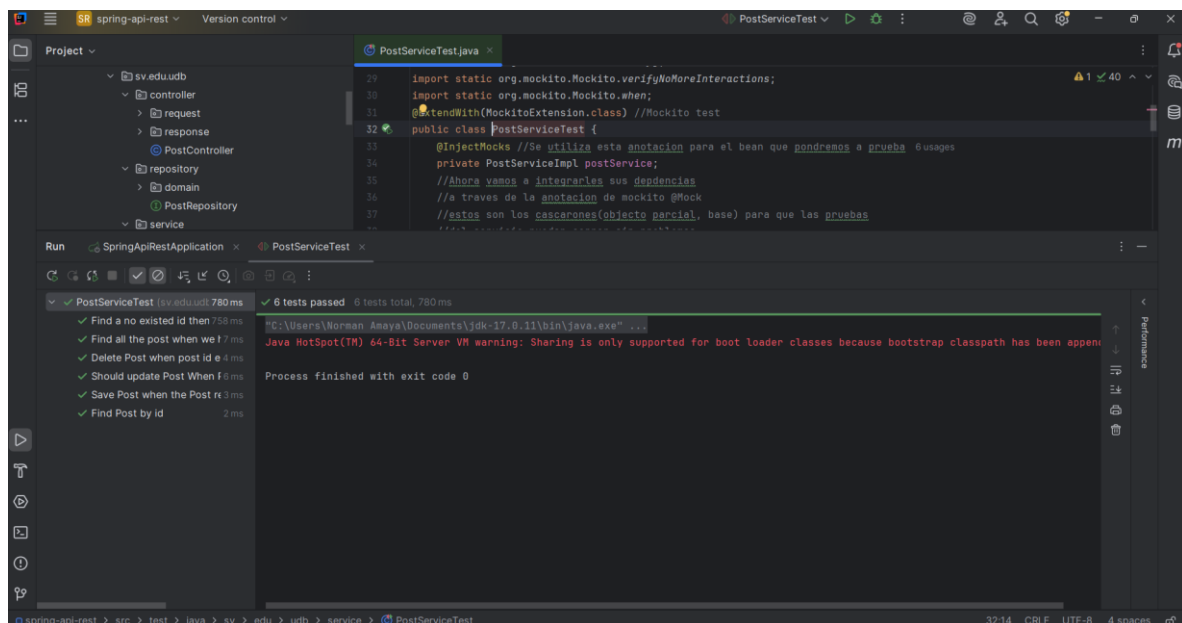 SR spring-api-rest Version control PostServiceTest
Project
PostServiceTest.java
sv.edu.udb
controller
request
response
PostController
repository
domain
PostRepository
service
29 import static org.mockito.Mockito.verifyNoMoreInteractions;
30 import static org.mockito.Mockito.when;
31 @ExtendWith(MockitoExtension.class) //Mockito test
32 public class PostServiceTest {
33 @InjectMocks //Se utiliza esta anotacion para el bean que pondremos a prueba 6 usages
34 private PostServiceImpl postService;
35 //Ahora vamos a integrarles sus depdencias
36 //a traves de la anotacion de mockito @Mock
37 //estos son los cascarones(objecto parcial, base) para que las pruebas
1 40
Run SpringApiRestApplication PostServiceTest
PostServiceTest (sv.edu.udb 780 ms
Find a no existed id then 758 ms
Find all the post when we h 7 ms
Delete Post when post id e 4 ms
Should update Post When P 6 ms
Save Post when the Post re 3 ms
Find Post by id 2 ms
6 tests passed 6 tests total, 780 ms
"C:\Users\Norman Amaya\Documents\jdk-17.0.11\bin\java.exe" ...
Java HotSpot(TM) 64-Bit Server VM warning: Sharing is only supported for boot loader classes because bootstrap classpath has been append
Process finished with exit code 0
Performance
spring-api-rest > src > test > java > sv > edu > udb > service > PostServiceTest 32:14 CRLF UTF-8 4 spaces